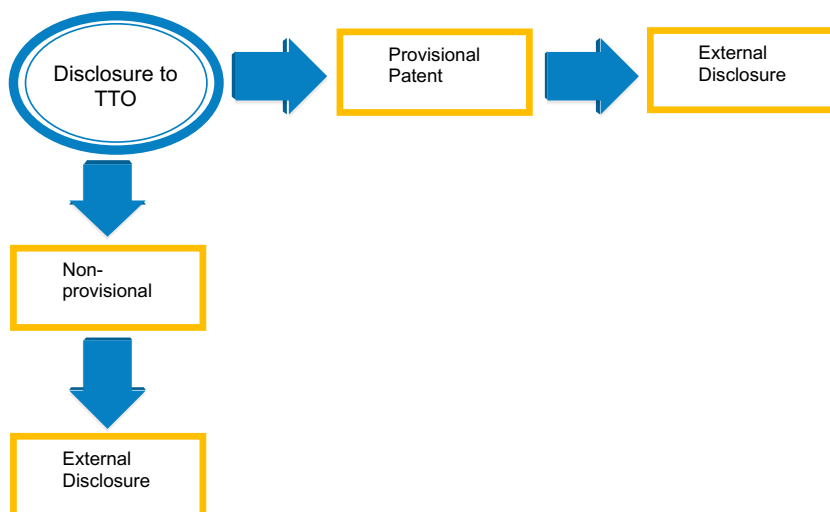 Disclosure to
TTO
Provisional
Patent
External
Disclosure
Non-
provisional
External
Disclosure